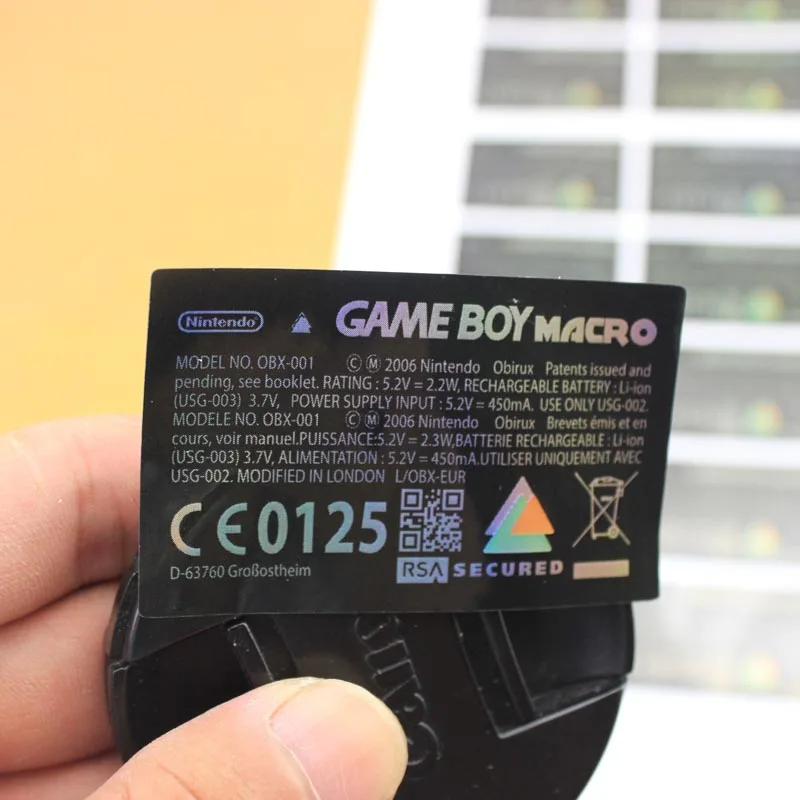 Nintendo GAME BOY MACRO
MODEL NO. OBX-001 Ⓒ Ⓜ 2006 Nintendo Obirux Patents issued and
pending, see booklet. RATING : 5.2V = 2.2W, RECHARGEABLE BATTERY : Li-ion
(USG-003) 3.7V, POWER SUPPLY INPUT : 5.2V = 450mA. USE ONLY USG-002.
MODELE NO. OBX-001 Ⓒ Ⓜ 2006 Nintendo Obirux Brevets émis et en
cours, voir manuel.PUISSANCE:5.2V = 2.3W,BATTERIE RECHARGEABLE : Li-ion
(USG-003) 3.7V, ALIMENTATION : 5.2V = 450mA.UTILISER UNIQUEMENT AVEC
USG-002. MODIFIED IN LONDON L/OBX-EUR
CE0125
D-63760 Großostheim
RSA SECURED